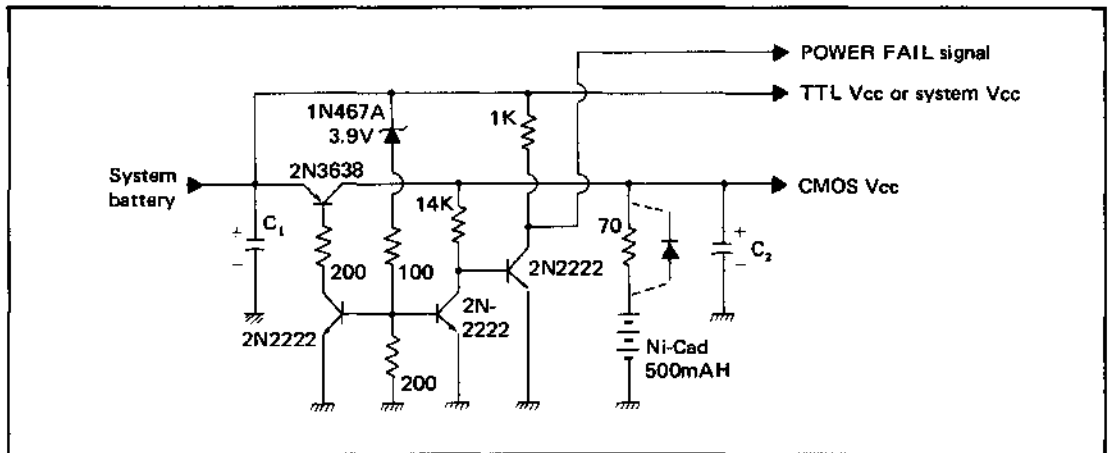 POWER FAIL signal
TTL Vcc or system Vcc
1N467A
3.9V
1K
System
battery
2N3638
CMOS Vcc
14K
+
C1
-
200
100
2N2222
70
+
C2
-
2N2222
2N-
2222
200
Ni-Cad
500mAH